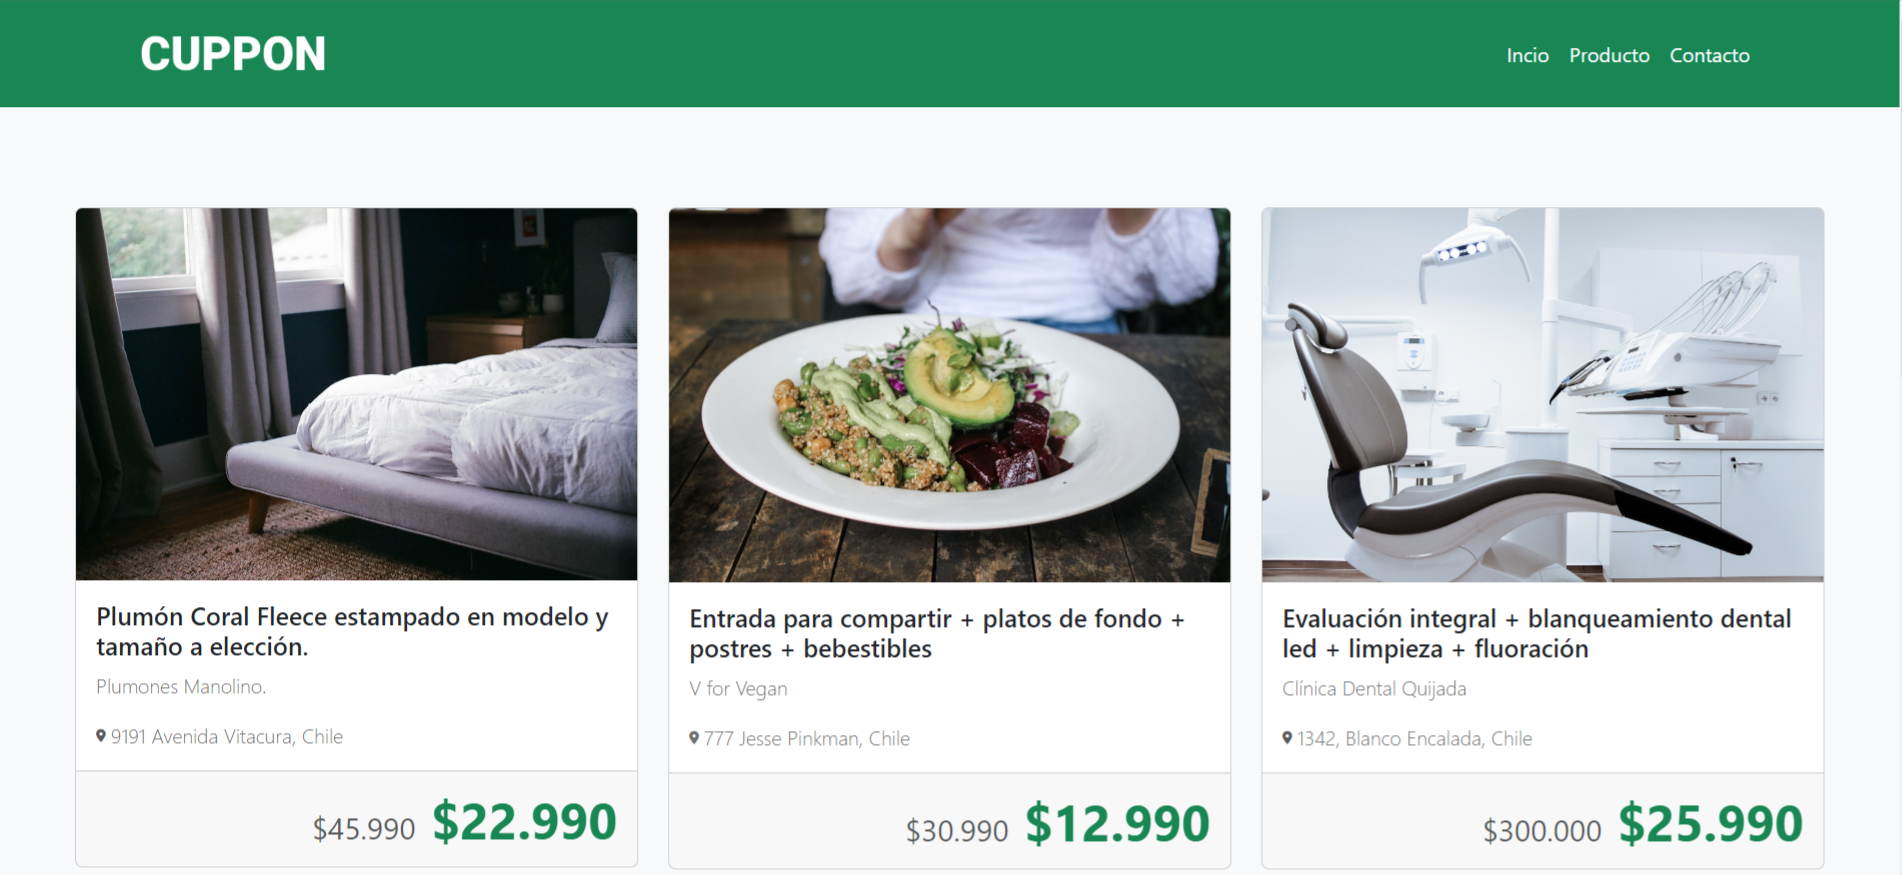 CUPPON
Incio Producto Contacto
Plumón Coral Fleece estampado en modelo y
tamaño a elección.
Plumones Manolino.
9191 Avenida Vitacura, Chile
$45.990 $22.990
Entrada para compartir + platos de fondo +
postres + bebestibles
V for Vegan
777 Jesse Pinkman, Chile
$30.990 $12.990
Evaluación integral + blanqueamiento dental
led + limpieza + fluoración
Clínica Dental Quijada
1342, Blanco Encalada, Chile
$300.000 $25.990